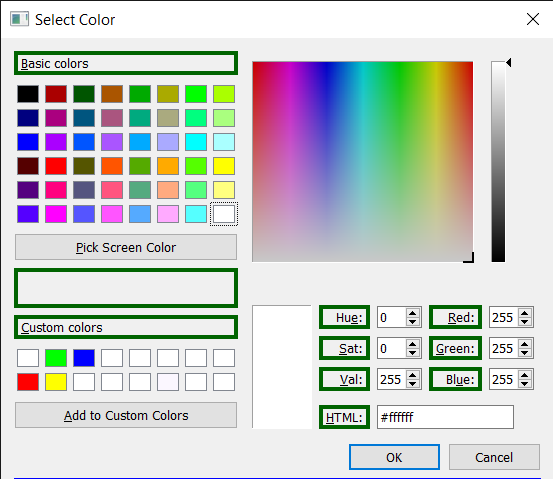 Select Color
Basic colors
Pick Screen Color
Custom colors
Add to Custom Colors
Hue: 0 Red: 255
Sat: 0 Green: 255
Val: 255 Blue: 255
HTML: #ffffff
OK Cancel